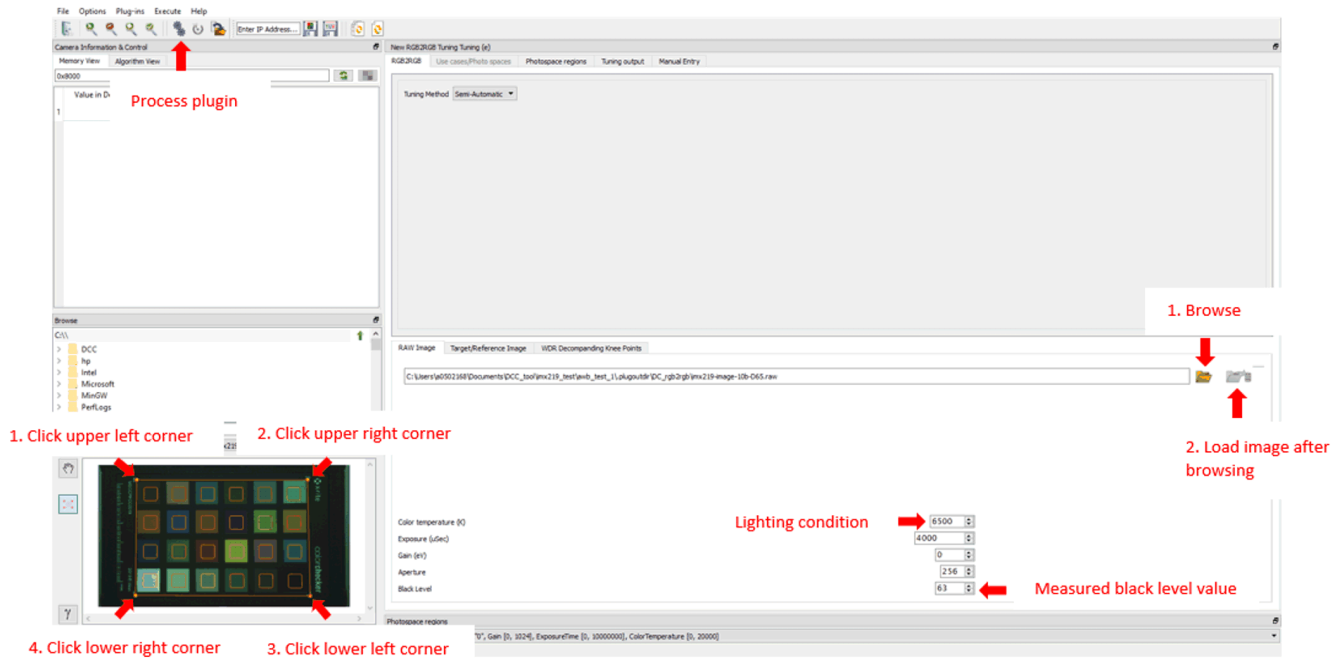 File Options Plug-ins Execute Help
Enter IP Address...
Camera Information & Control
New RGB2RGB Tuning Tuning (e)
Memory View Algorithm View
RGB2RGB Use cases/Photo spaces Photospace regions Tuning output Manual Entry
0x8000
Value in De
Process plugin
Tuning Method Semi-Automatic
1
1. Browse
Browse
C:\\
DCC
hp
Intel
Microsoft
MinGW
PerfLogs
RAW Image Target/Reference Image WDR Decompanding Knee Points
C:\Users\a0502168\Documents\DCC_tool\imx219_test\awb_test_1\.plugoutdir\DC_rgb2rgb\imx219-image-10b-D65.raw
1. Click upper left corner
2. Click upper right corner
2. Load image after
browsing
colorchecker
Color temperature (K) 6500
Lighting condition
Exposure (uSec) 4000
Gain (eV) 0
Aperture 256
Black Level 63
Measured black level value
γ
4. Click lower right corner
3. Click lower left corner
Photospace regions
"0", Gain [0, 1024], ExposureTime [0, 10000000], ColorTemperature [0, 20000]